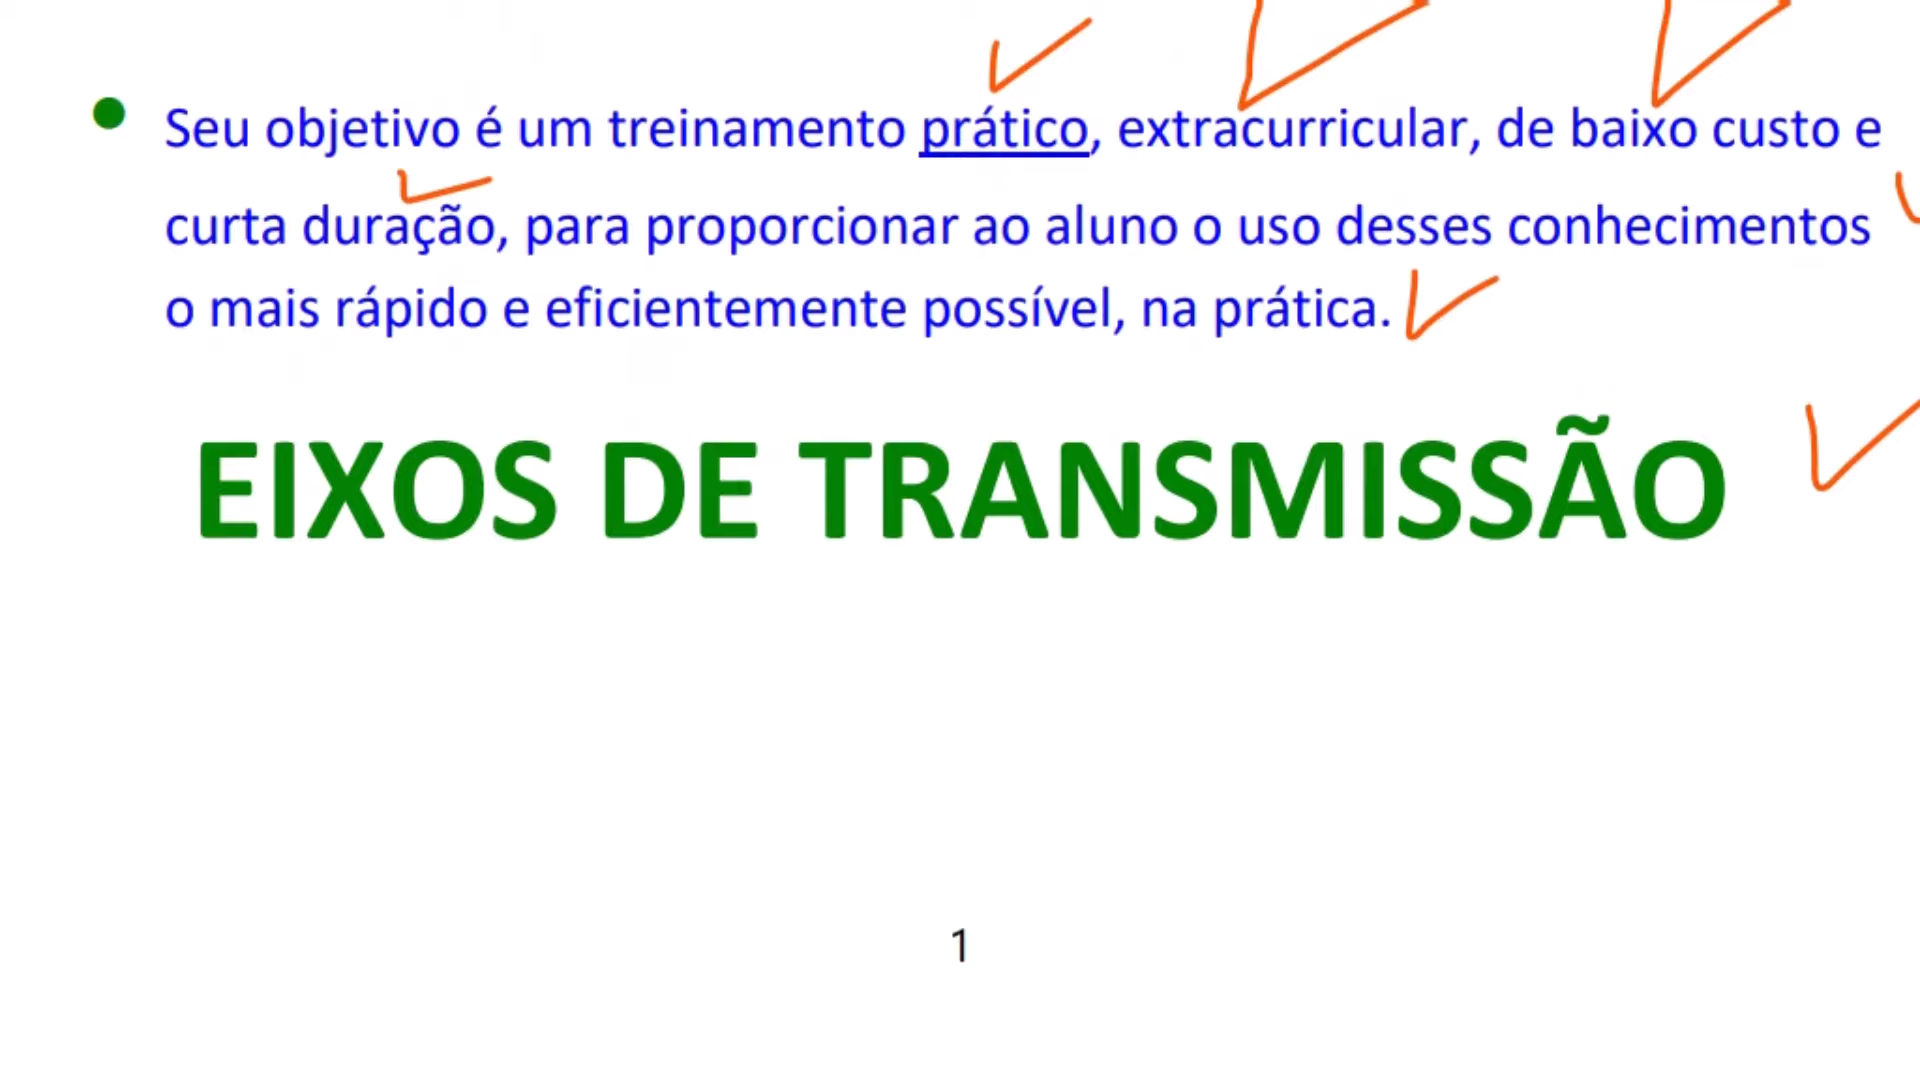 Seu objetivo é um treinamento prático, extracurricular, de baixo custo e
curta duração, para proporcionar ao aluno o uso desses conhecimentos
o mais rápido e eficientemente possível, na prática.
EIXOS DE TRANSMISSÃO
1